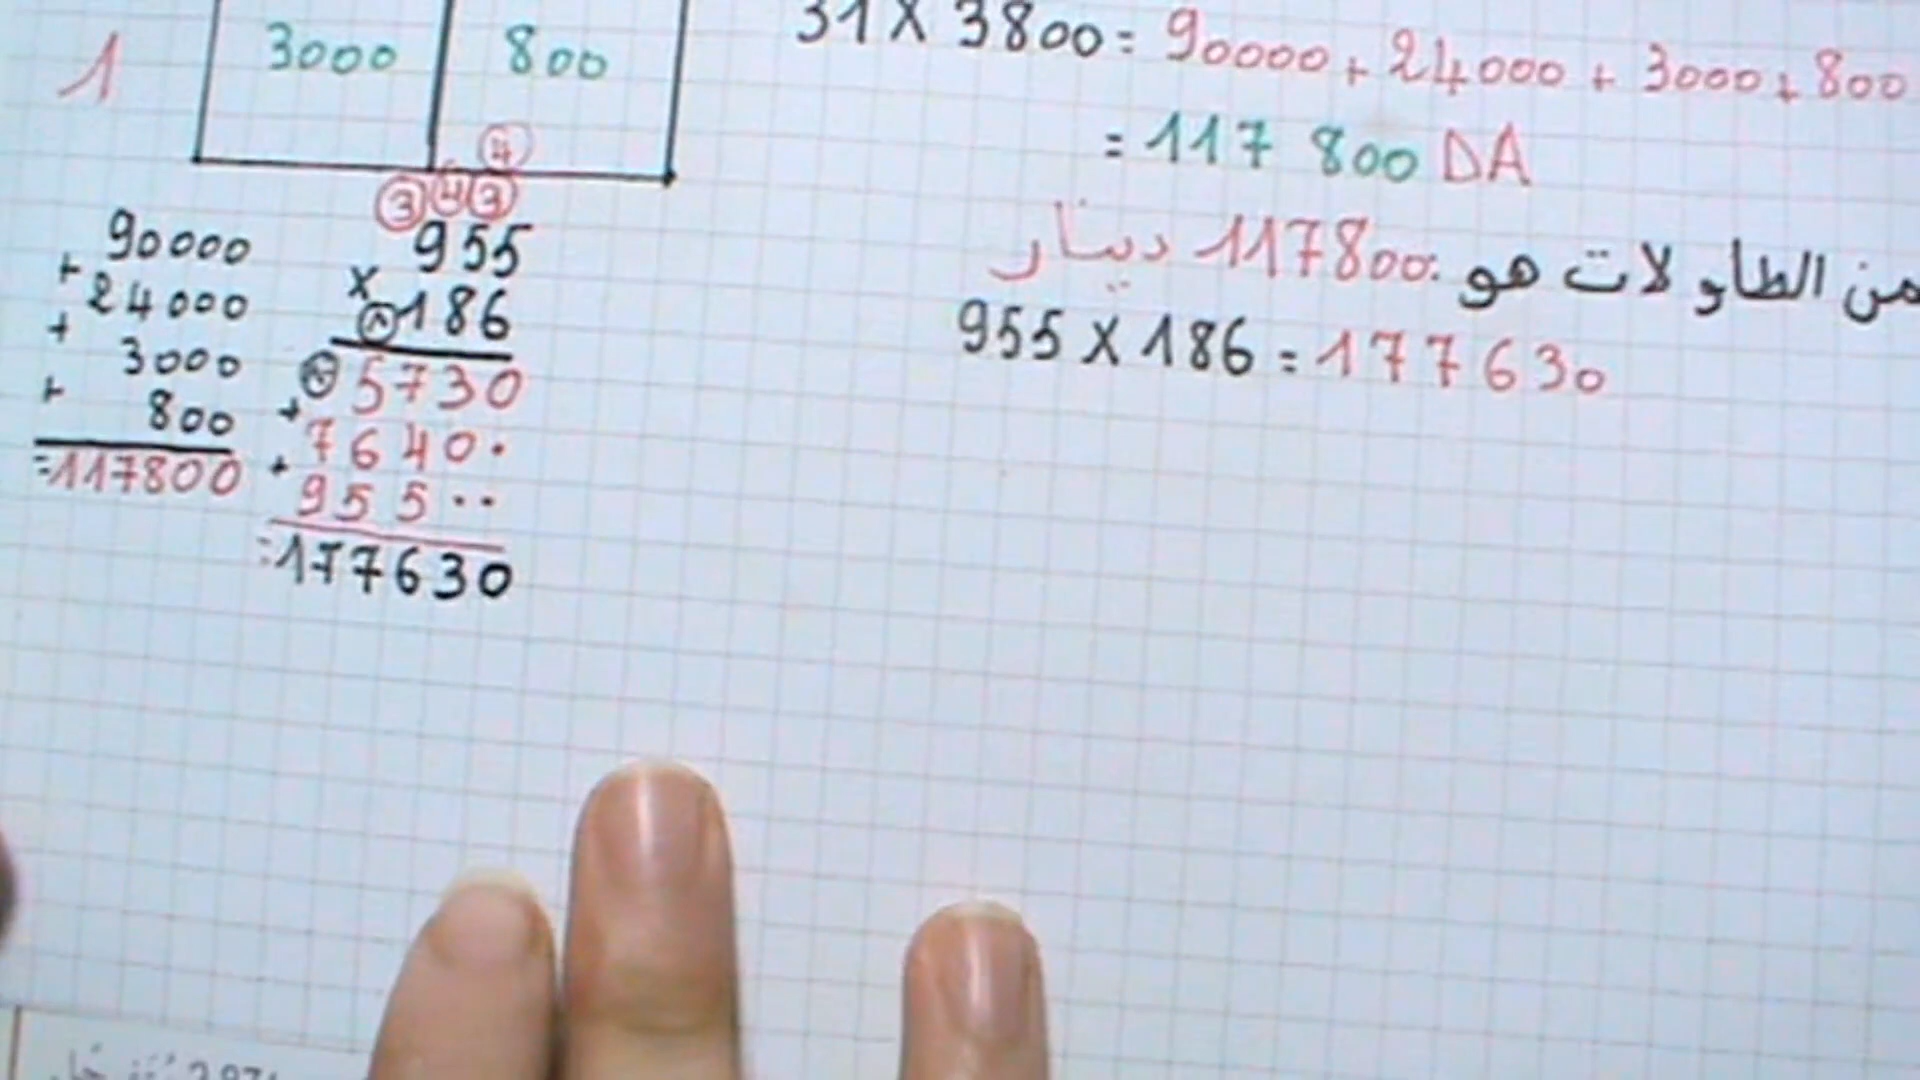 1 3000 800
31 X 3800 = 90000 + 24000 + 3000 + 800
= 117 800 DA
من الطاولات هو: 117800 دينار
955 X 186 = 177630
90000
+ 24000
+ 3000
+ 800
= 117800
4
3 4 3
955
X 186
5730
+ 7640.
+ 955..
= 177630